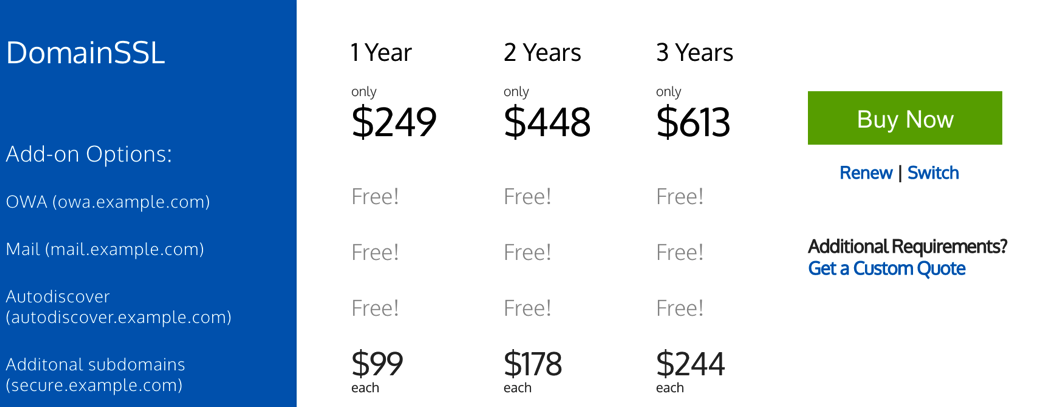 DomainSSL
1 Year 2 Years 3 Years
only only only
$249 $448 $613
Buy Now
Renew | Switch
Add-on Options:
OWA (owa.example.com) Free! Free! Free!
Mail (mail.example.com) Free! Free! Free!
Additional Requirements?
Get a Custom Quote
Autodiscover
(autodiscover.example.com) Free! Free! Free!
Additonal subdomains
(secure.example.com)
$99 $178 $244
each each each